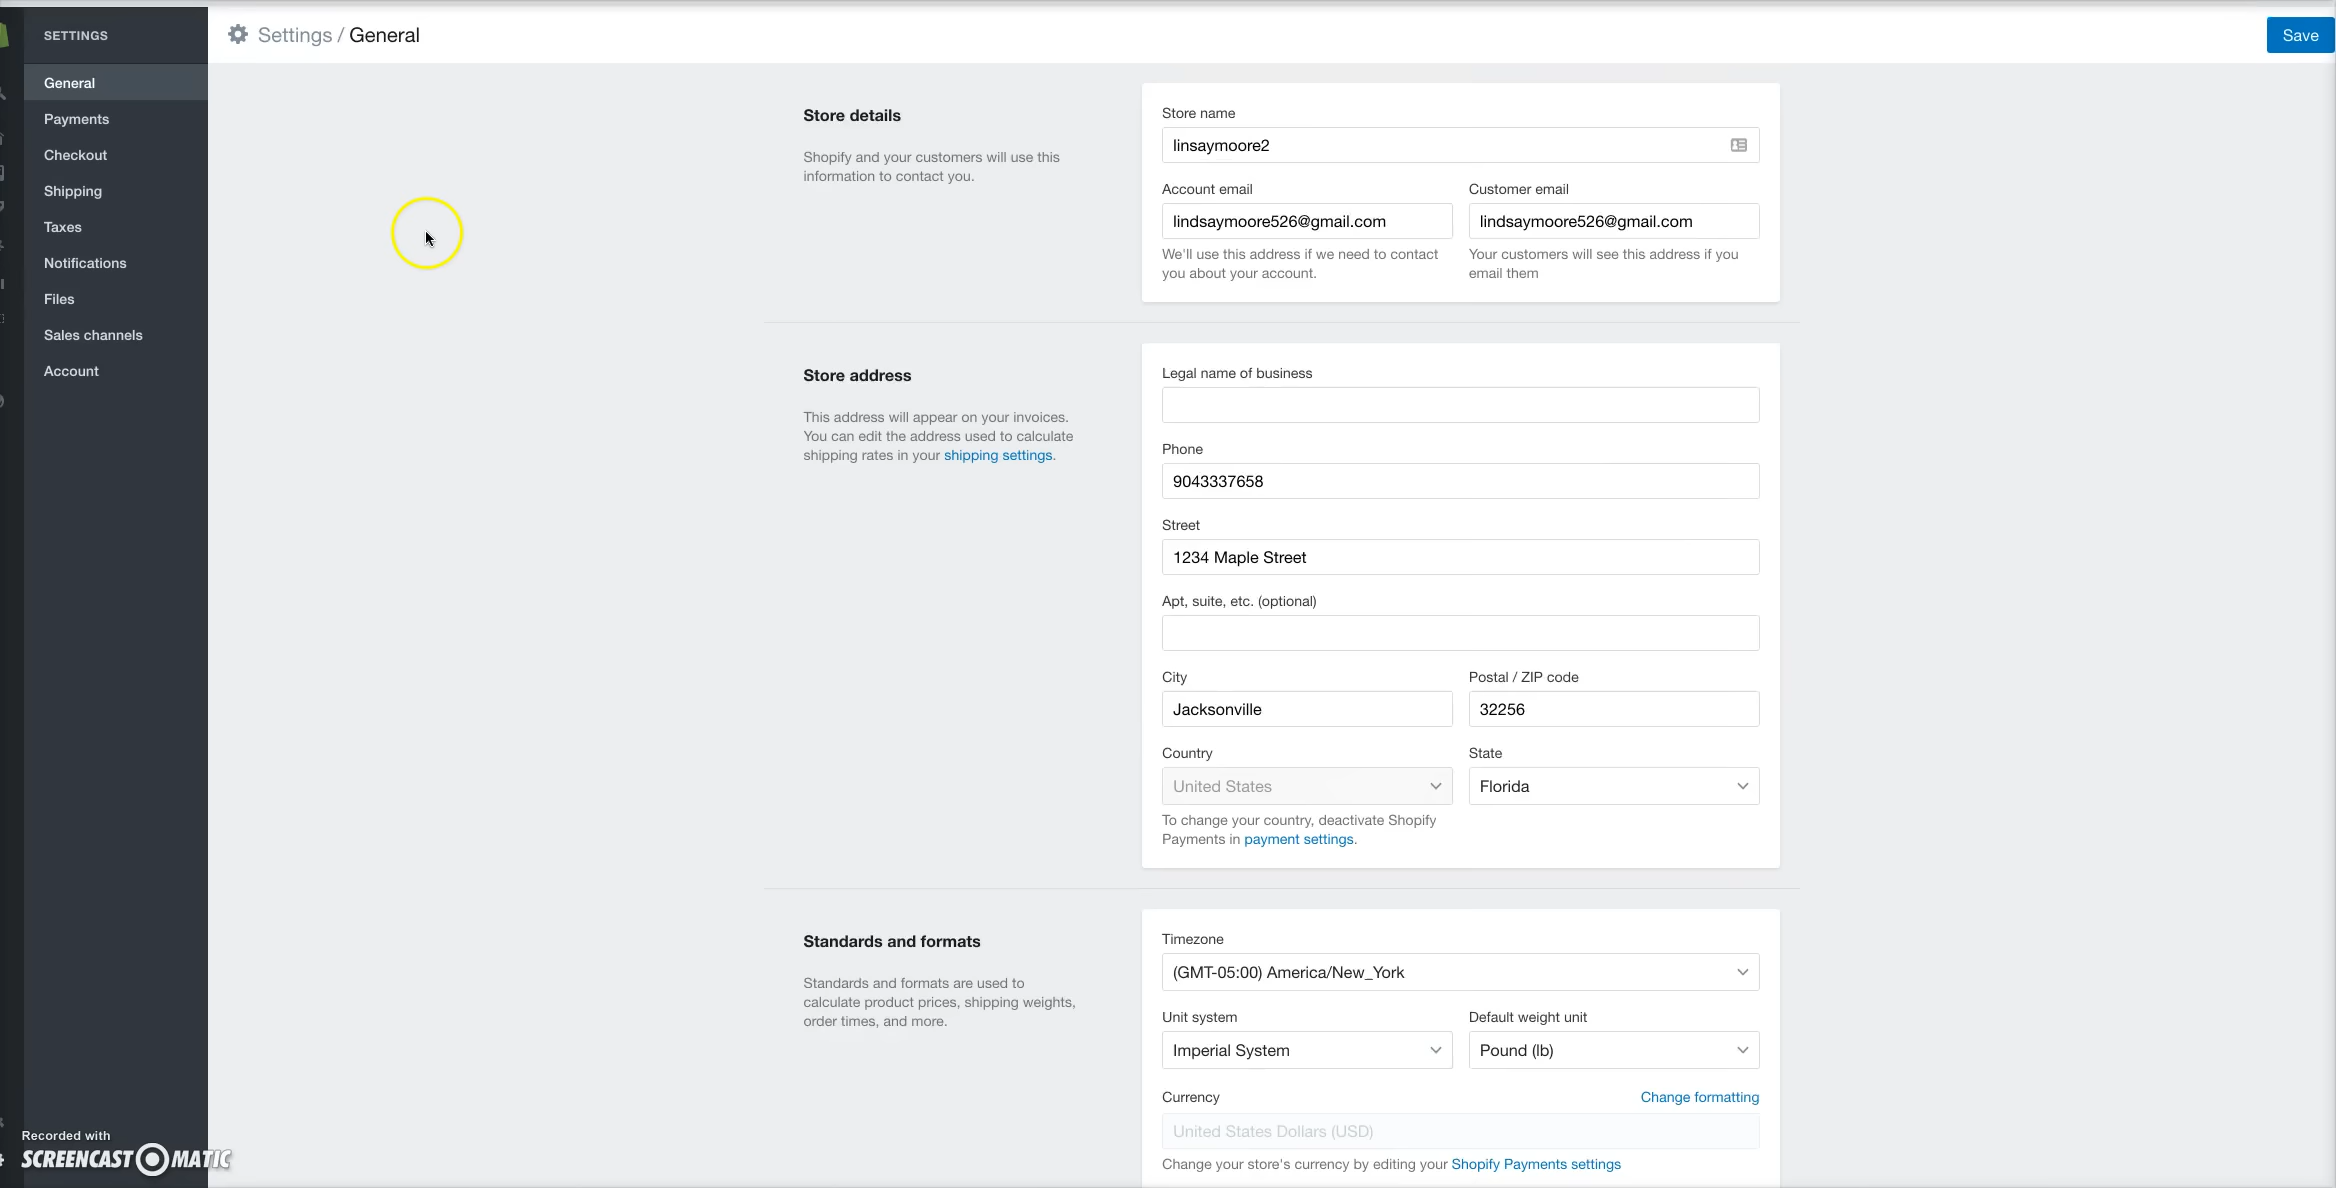 SETTINGS
General
Payments
Checkout
Shipping
Taxes
Notifications
Files
Sales channels
Account
Recorded with
SCREENCAST MATIC
Settings / General
Save
Store details
Shopify and your customers will use this
information to contact you.
Store name
linsaymoore2
Account email
lindsaymoore526@gmail.com
We'll use this address if we need to contact
you about your account.
Customer email
lindsaymoore526@gmail.com
Your customers will see this address if you
email them
Store address
This address will appear on your invoices.
You can edit the address used to calculate
shipping rates in your shipping settings.
Legal name of business
Phone
9043337658
Street
1234 Maple Street
Apt, suite, etc. (optional)
City
Jacksonville
Postal / ZIP code
32256
Country
United States
To change your country, deactivate Shopify
Payments in payment settings.
State
Florida
Standards and formats
Standards and formats are used to
calculate product prices, shipping weights,
order times, and more.
Timezone
(GMT-05:00) America/New_York
Unit system
Imperial System
Default weight unit
Pound (lb)
Currency
Change formatting
United States Dollars (USD)
Change your store's currency by editing your Shopify Payments settings